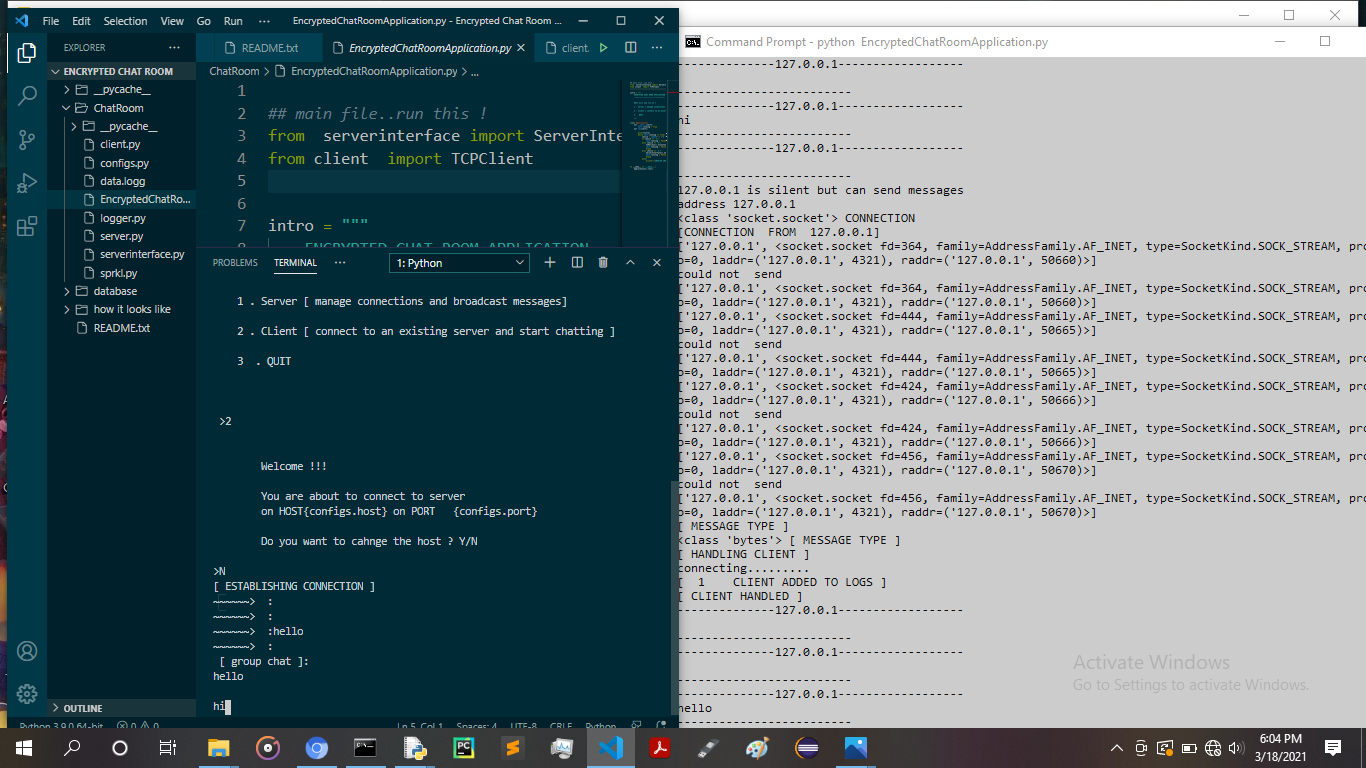 File Edit Selection View Go Run ··· EncryptedChatRoomApplication.py - Encrypted Chat Room ...
EXPLORER ···
ENCRYPTED CHAT ROOM
__pycache__
ChatRoom
__pycache__
client.py
configs.py
data.logg
EncryptedChatRo...
logger.py
server.py
serverinterface.py
sprkl.py
database
how it looks like
README.txt
OUTLINE
README.txt EncryptedChatRoomApplication.py client ···
ChatRoom > EncryptedChatRoomApplication.py > ...
1
2 ## main file..run this !
3 from  serverinterface import ServerInte
4 from client  import TCPClient
5
6
7 intro = """
8 ENCRYPTED CHAT ROOM APPLICATION
PROBLEMS TERMINAL ··· 1: Python
1 . Server [ manage connections and broadcast messages]
2 . CLient [ connect to an existing server and start chatting ]
3  . QUIT
>2
Welcome !!!
You are about to connect to server
on HOST{configs.host} on PORT   {configs.port}
Do you want to cahnge the host ? Y/N
>N
[ ESTABLISHING CONNECTION ]
~~~~~~>  :
~~~~~~>  :
~~~~~~>  :hello
~~~~~~>  :
[ group chat ]:
hello
hi
Python 3.9.0 64-bit 0 0 Ln 5, Col 1 Spaces: 4 UTF-8 CRLF Python
Command Prompt - python  EncryptedChatRoomApplication.py
---------------127.0.0.1-------------------
---------------------------
---------------127.0.0.1-------------------
hi
---------------127.0.0.1-------------------
---------------------------
127.0.0.1 is silent but can send messages
address 127.0.0.1
<class 'socket.socket'> CONNECTION
[CONNECTION  FROM  127.0.0.1]
['127.0.0.1', <socket.socket fd=364, family=AddressFamily.AF_INET, type=SocketKind.SOCK_STREAM, pro
o=0, laddr=('127.0.0.1', 4321), raddr=('127.0.0.1', 50660)>]
could not  send
['127.0.0.1', <socket.socket fd=364, family=AddressFamily.AF_INET, type=SocketKind.SOCK_STREAM, pro
o=0, laddr=('127.0.0.1', 4321), raddr=('127.0.0.1', 50660)>]
['127.0.0.1', <socket.socket fd=444, family=AddressFamily.AF_INET, type=SocketKind.SOCK_STREAM, pro
o=0, laddr=('127.0.0.1', 4321), raddr=('127.0.0.1', 50665)>]
could not  send
['127.0.0.1', <socket.socket fd=444, family=AddressFamily.AF_INET, type=SocketKind.SOCK_STREAM, pro
o=0, laddr=('127.0.0.1', 4321), raddr=('127.0.0.1', 50665)>]
['127.0.0.1', <socket.socket fd=424, family=AddressFamily.AF_INET, type=SocketKind.SOCK_STREAM, pro
o=0, laddr=('127.0.0.1', 4321), raddr=('127.0.0.1', 50666)>]
could not  send
['127.0.0.1', <socket.socket fd=424, family=AddressFamily.AF_INET, type=SocketKind.SOCK_STREAM, pro
o=0, laddr=('127.0.0.1', 4321), raddr=('127.0.0.1', 50666)>]
['127.0.0.1', <socket.socket fd=456, family=AddressFamily.AF_INET, type=SocketKind.SOCK_STREAM, pro
o=0, laddr=('127.0.0.1', 4321), raddr=('127.0.0.1', 50670)>]
could not  send
['127.0.0.1', <socket.socket fd=456, family=AddressFamily.AF_INET, type=SocketKind.SOCK_STREAM, pro
o=0, laddr=('127.0.0.1', 4321), raddr=('127.0.0.1', 50670)>]
[ MESSAGE TYPE ]
<class 'bytes'> [ MESSAGE TYPE ]
[ HANDLING CLIENT ]
connecting.........
[  1    CLIENT ADDED TO LOGS ]
[ CLIENT HANDLED ]
---------------127.0.0.1-------------------
---------------------------
---------------127.0.0.1-------------------
---------------------------
---------------127.0.0.1-------------------
hello
---------------------------
Activate Windows
Go to Settings to activate Windows.
6:04 PM
3/18/2021